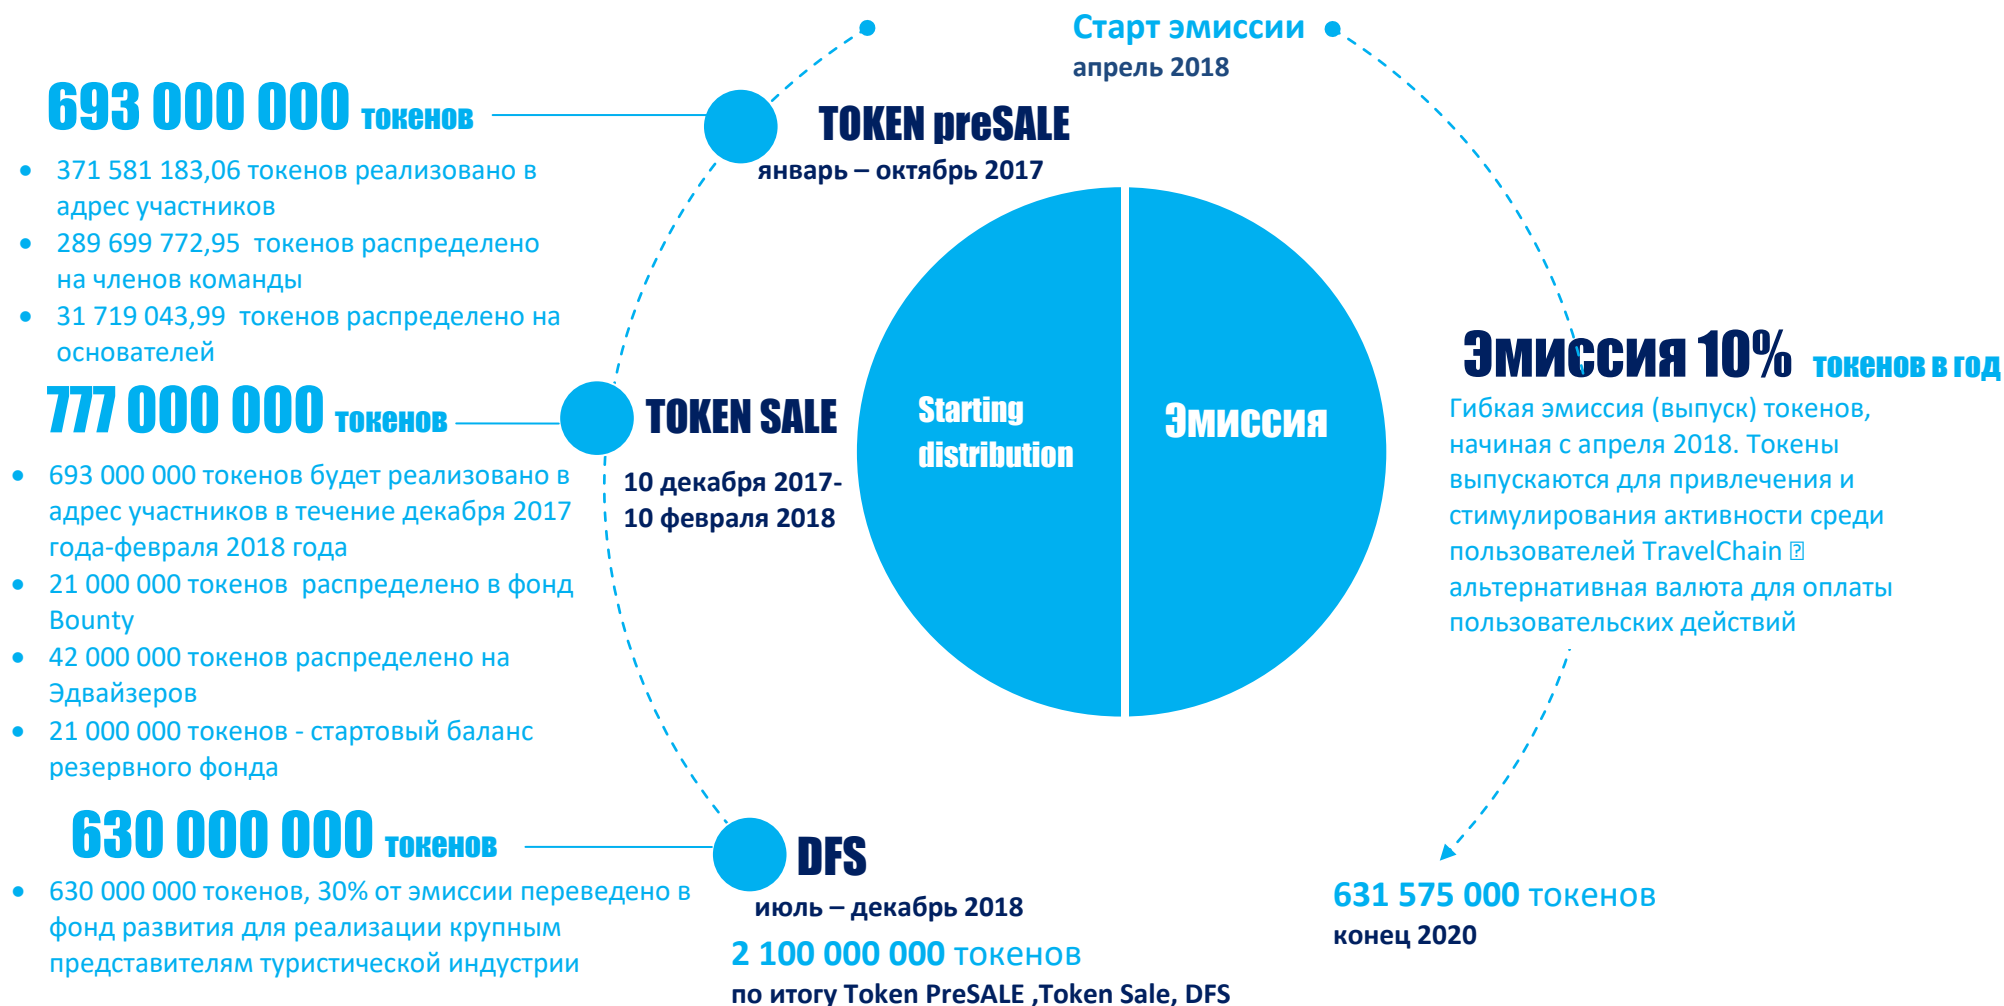 Старт эмиссии
апрель 2018
693 000 000 токенов
TOKEN preSALE
январь – октябрь 2017
• 371 581 183,06 токенов реализовано в
адрес участников
• 289 699 772,95 токенов распределено
на членов команды
• 31 719 043,99 токенов распределено на
основателей
777 000 000 токенов
TOKEN SALE
10 декабря 2017-
10 февраля 2018
• 693 000 000 токенов будет реализовано в
адрес участников в течение декабря 2017
года-февраля 2018 года
• 21 000 000 токенов распределено в фонд
Bounty
• 42 000 000 токенов распределено на
Эдвайзеров
• 21 000 000 токенов - стартовый баланс
резервного фонда
630 000 000 токенов
DFS
июль – декабрь 2018
• 630 000 000 токенов, 30% от эмиссии переведено в
фонд развития для реализации крупным
представителям туристической индустрии
2 100 000 000 токенов
по итогу Token PreSALE ,Token Sale, DFS
Starting
distribution
Эмиссия
Эмиссия 10% токенов в год
Гибкая эмиссия (выпуск) токенов,
начиная с апреля 2018. Токены
выпускаются для привлечения и
стимулирования активности среди
пользователей TravelChain ⍰
альтернативная валюта для оплаты
пользовательских действий
631 575 000 токенов
конец 2020